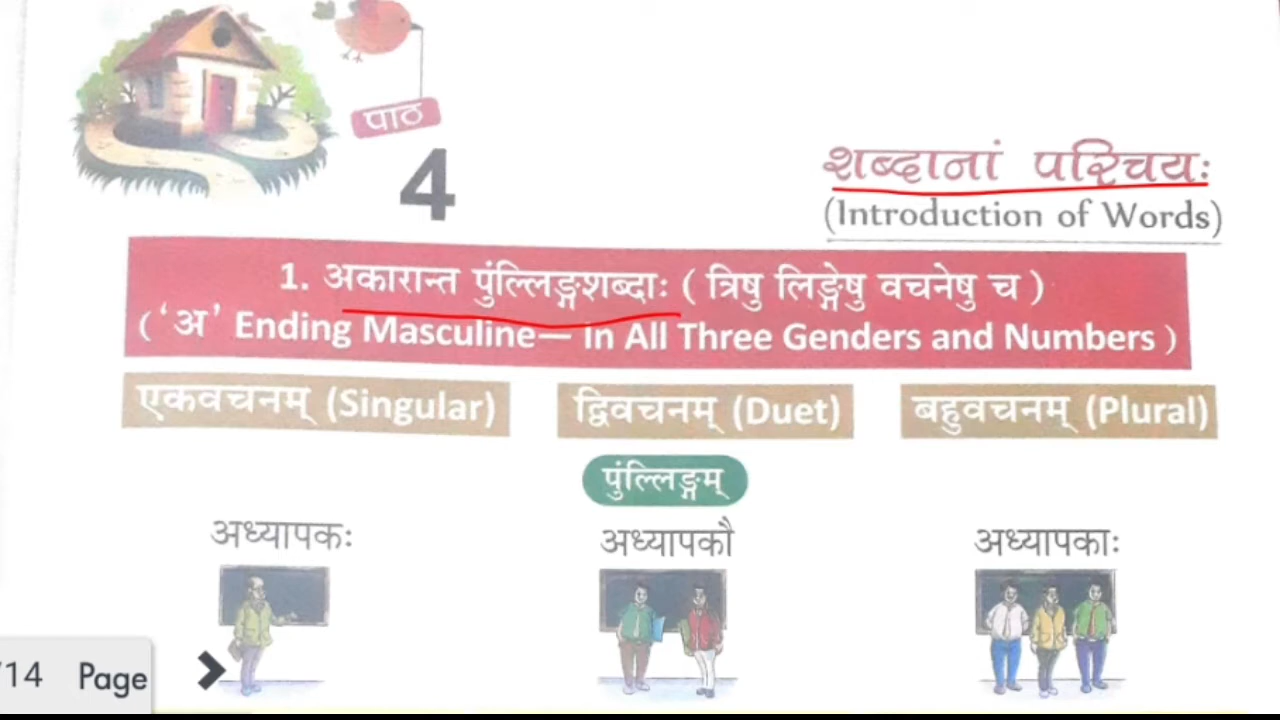 पाठ
4
शब्दानां परिचयः
(Introduction of Words)
1. अकारान्त पुंल्लिङ्गशब्दाः ( त्रिषु लिङ्गेषु वचनेषु च )
( ‘अ’ Ending Masculine— In All Three Genders and Numbers )
एकवचनम् (Singular) द्विवचनम् (Duet) बहुवचनम् (Plural)
पुंल्लिङ्गम्
अध्यापकः अध्यापकौ अध्यापकाः
/14 Page